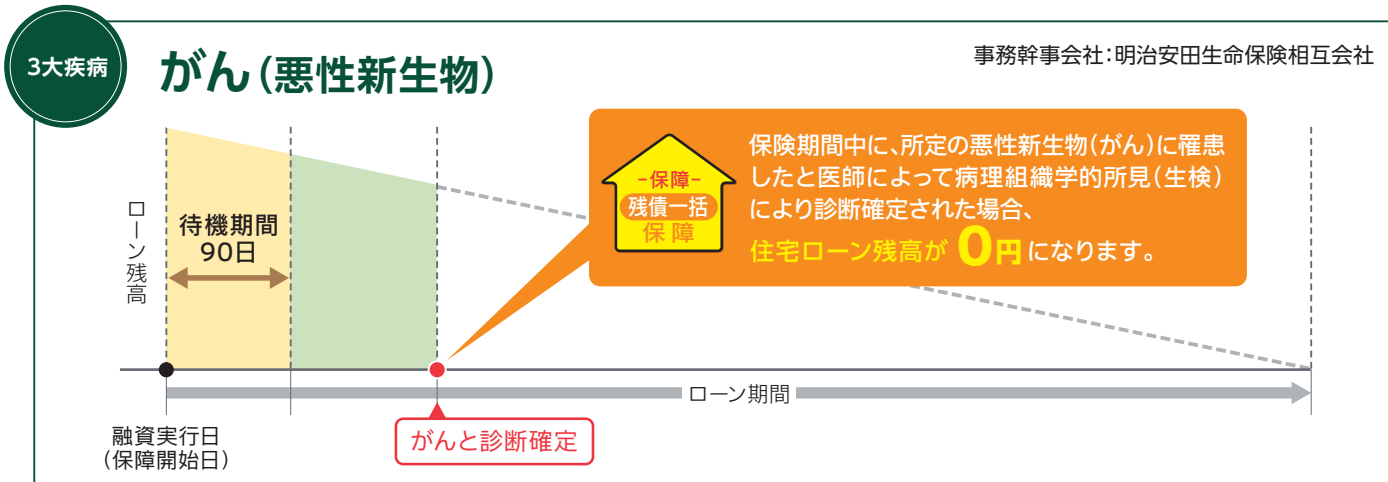 3大疾病
がん(悪性新生物)
事務幹事会社:明治安田生命保険相互会社
ローン残高
待機期間
90日
-保障-
残債一括
保障
保険期間中に、所定の悪性新生物(がん)に罹患
したと医師によって病理組織学的所見(生検)
により診断確定された場合、
住宅ローン残高が0円になります。
ローン期間
融資実行日
(保障開始日)
がんと診断確定